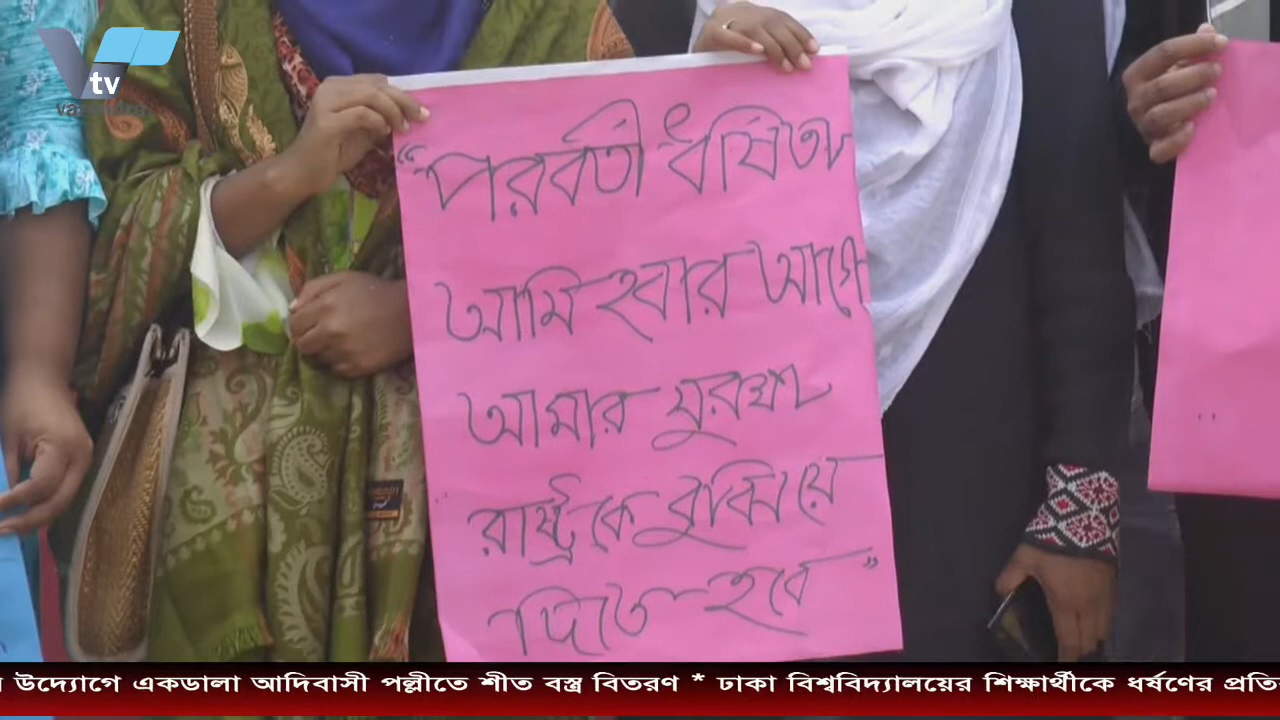 tv
"পরবর্তী ধর্ষিতা
আমি হবার আগে
আমার সুরক্ষা
রাষ্ট্রকে বুঝিয়ে
দিতে হবে"
উদ্যোগে একডালা আদিবাসী পল্লীতে শীত বস্ত্র বিতরণ * ঢাকা বিশ্ববিদ্যালয়ের শিক্ষার্থীকে ধর্ষণের